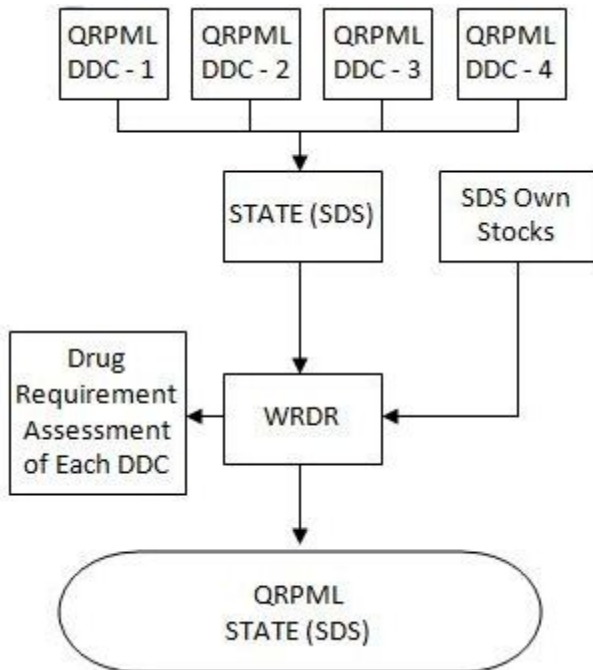 QRPML
DDC - 1
QRPML
DDC - 2
QRPML
DDC - 3
QRPML
DDC - 4
STATE (SDS)
SDS Own
Stocks
Drug
Requirement
Assessment
of Each DDC
WRDR
QRPML
STATE (SDS)